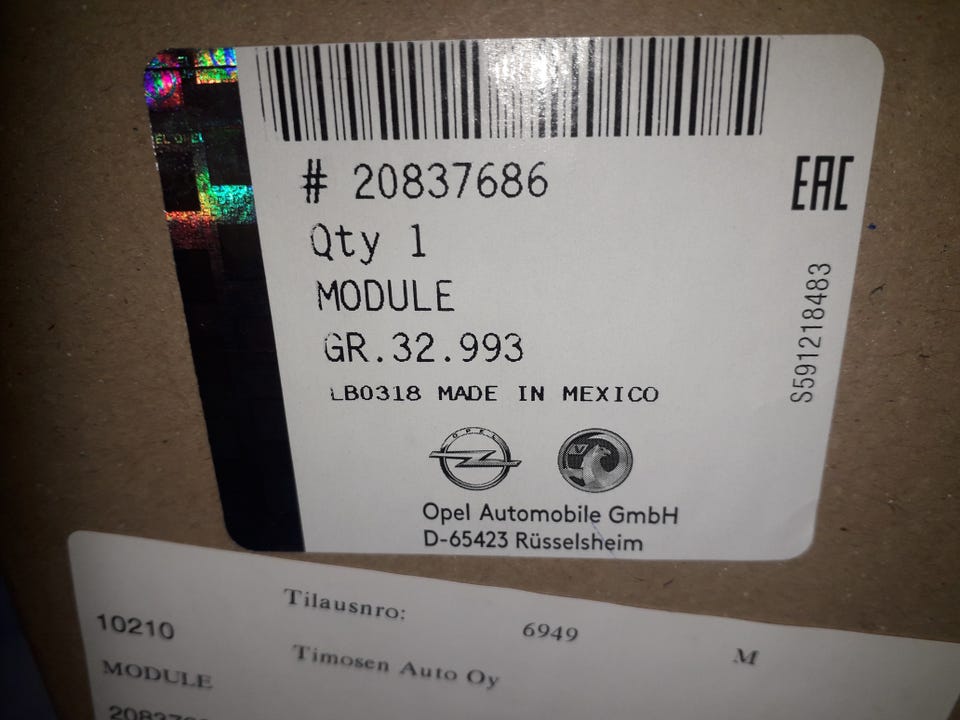 # 20837686
EAC
Qty 1
MODULE
GR.32.993
LB0318 MADE IN MEXICO
S591218483
OPEL
V
Opel Automobile GmbH
D-65423 Rüsselsheim
Tilausnro:
6949
M
10210
Timosen Auto Oy
MODULE